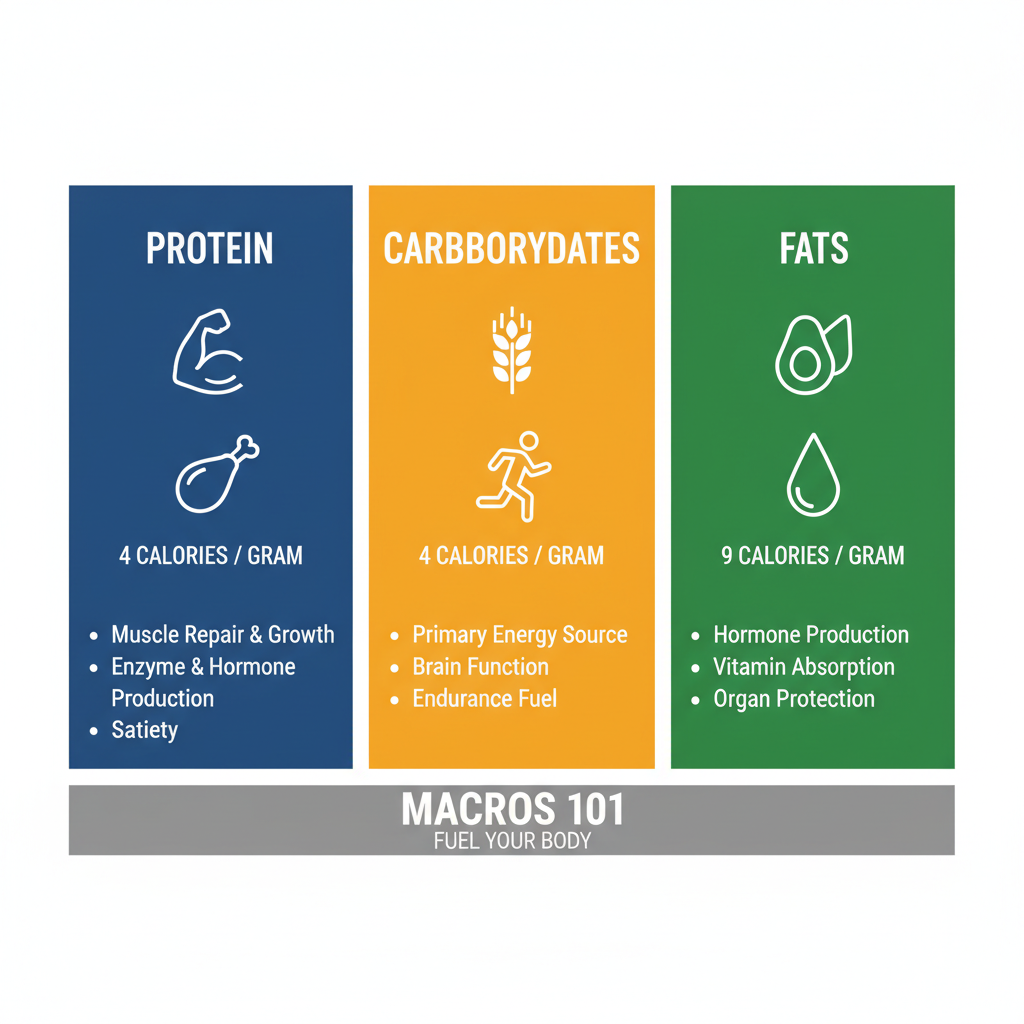 PROTEIN
4 CALORIES / GRAM
• Muscle Repair & Growth
• Enzyme & Hormone
Production
• Satiety
CARBBORYDATES
4 CALORIES / GRAM
• Primary Energy Source
• Brain Function
• Endurance Fuel
FATS
9 CALORIES / GRAM
• Hormone Production
• Vitamin Absorption
• Organ Protection
MACROS 101
FUEL YOUR BODY